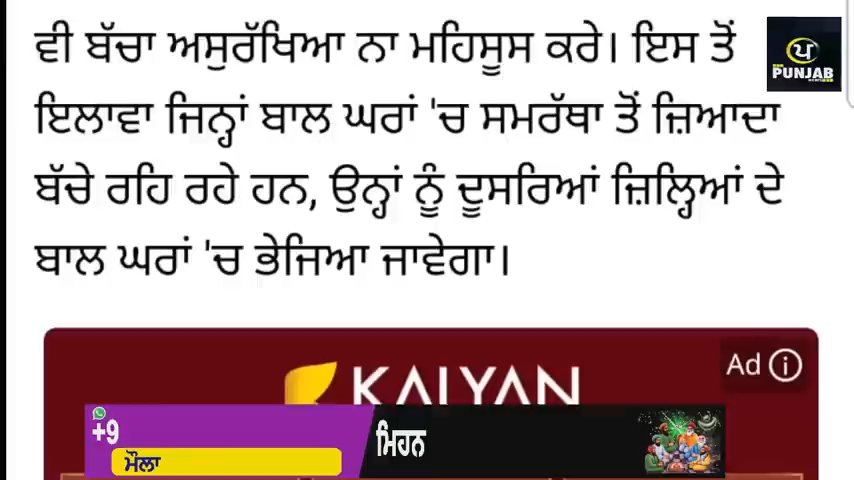 ਵੀ ਬੱਚਾ ਅਸੁਰੱਖਿਆ ਨਾ ਮਹਿਸੂਸ ਕਰੇ। ਇਸ ਤੋਂ
ਇਲਾਵਾ ਜਿਨ੍ਹਾਂ ਬਾਲ ਘਰਾਂ 'ਚ ਸਮਰੱਥਾ ਤੋਂ ਜ਼ਿਆਦਾ
ਬੱਚੇ ਰਹਿ ਰਹੇ ਹਨ, ਉਨ੍ਹਾਂ ਨੂੰ ਦੂਸਰਿਆਂ ਜ਼ਿਲ੍ਹਿਆਂ ਦੇ
ਬਾਲ ਘਰਾਂ 'ਚ ਭੇਜਿਆ ਜਾਵੇਗਾ।
ਪ
PUNJAB
Ad
KALYAN
+9
ਮੌਲਾ
ਮਿਹਨ